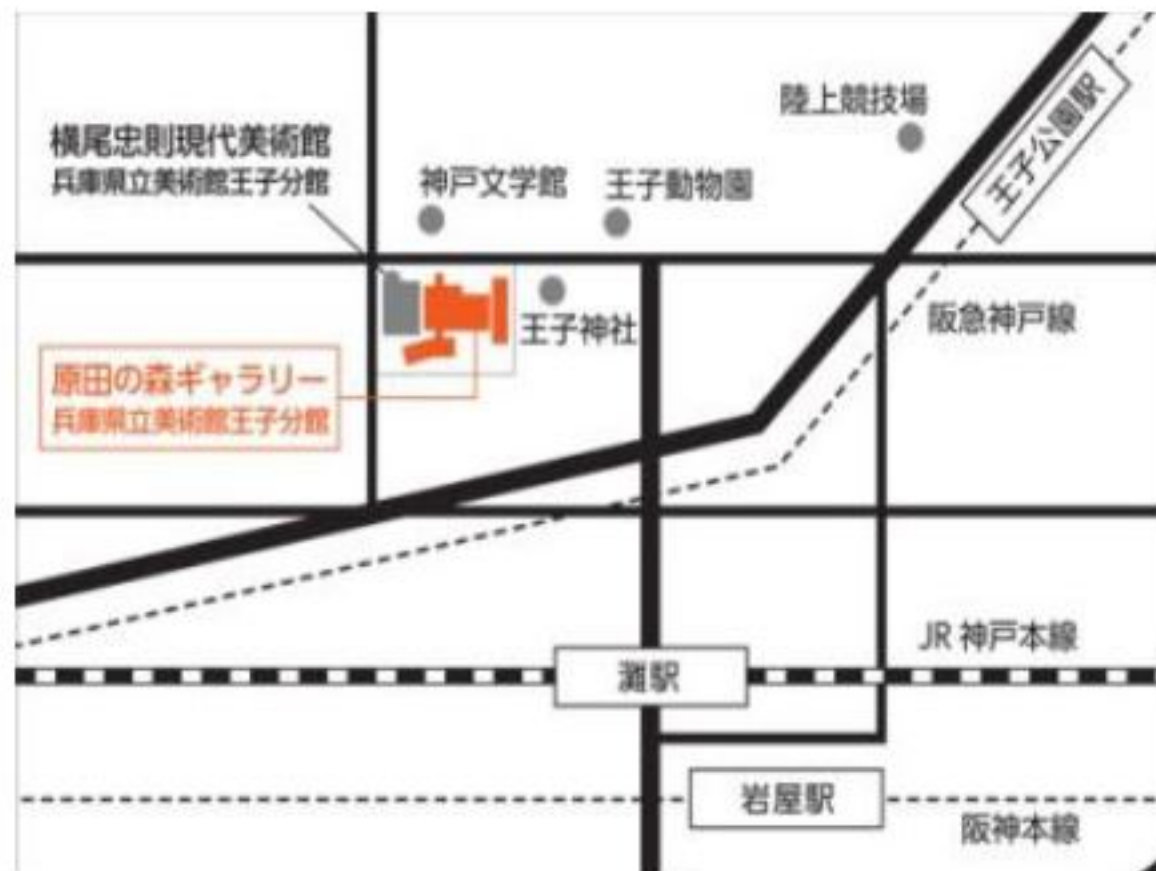 陸上競技場
王子公園駅
横尾忠則現代美術館
兵庫県立美術館王子分館
神戸文学館
王子動物園
王子神社
阪急神戸線
原田の森ギャラリー
兵庫県立美術館王子分館
JR 神戸本線
灘駅
岩屋駅
阪神本線